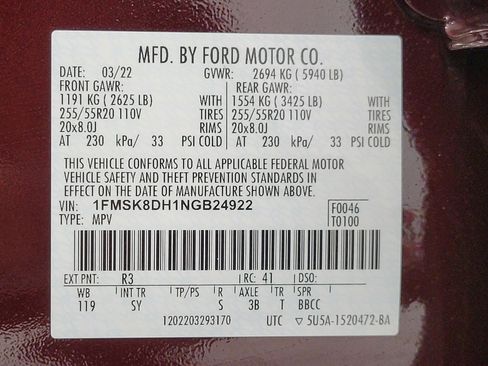 MFD. BY FORD MOTOR CO.
DATE: 03/22 GVWR: 2694 KG ( 5940 LB)
FRONT GAWR: REAR GAWR:
1191 KG ( 2625 LB) WITH 1554 KG ( 3425 LB) WITH
255/55R20 110V TIRES 255/55R20 110V TIRES
20x8.0J RIMS 20x8.0J RIMS
AT 230 kPa/ 33 PSI COLD AT 230 kPa/ 33 PSI COLD
THIS VEHICLE CONFORMS TO ALL APPLICABLE FEDERAL MOTOR
VEHICLE SAFETY AND THEFT PREVENTION STANDARDS IN
EFFECT ON THE DATE OF MANUFACTURE SHOWN ABOVE.
VIN: 1FMSK8DH1NGB24922 F0046
TYPE: MPV T0100
EXT PNT: R3 RC: 41 DSO:
WB INT TR TP/PS R AXLE TR SPR
119 SY S 3B T BBCC
1202203293170 UTC ▽ 5U5A-1520472-BA